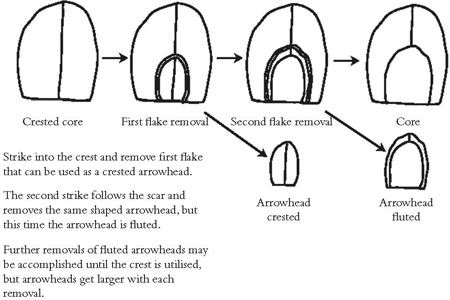 Crested core
First flake removal
Second flake removal
Core
Strike into the crest and remove first flake
that can be used as a crested arrowhead.
The second strike follows the scar and
removes the same shaped arrowhead, but
this time the arrowhead is fluted.
Further removals of fluted arrowheads may
be accomplished until the crest is utilised,
but arrowheads get larger with each
removal.
Arrowhead
crested
Arrowhead
fluted